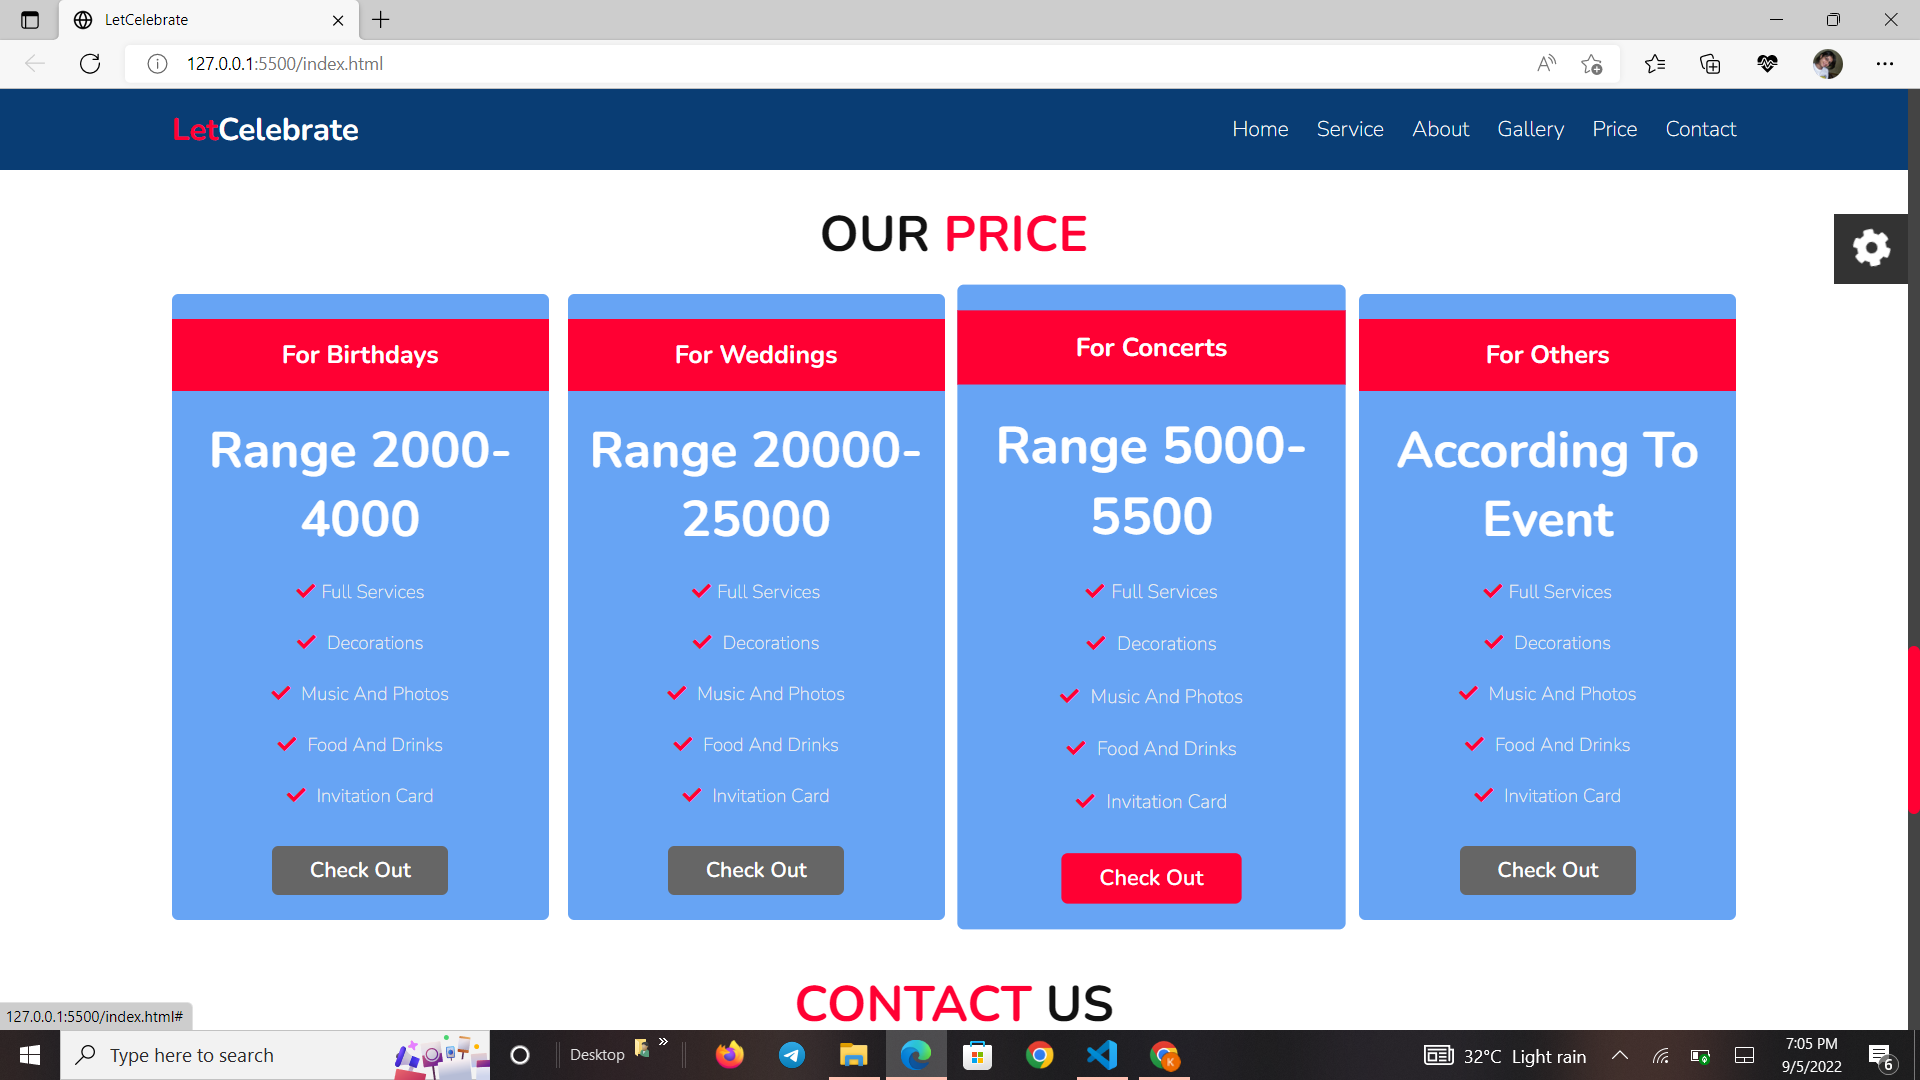 LetCelebrate
127.0.0.1:5500/index.html
LetCelebrate
Home Service About Gallery Price Contact
OUR PRICE
For Birthdays
Range 2000-
4000
Full Services
Decorations
Music And Photos
Food And Drinks
Invitation Card
Check Out
For Weddings
Range 20000-
25000
Full Services
Decorations
Music And Photos
Food And Drinks
Invitation Card
Check Out
For Concerts
Range 5000-
5500
Full Services
Decorations
Music And Photos
Food And Drinks
Invitation Card
Check Out
For Others
According To
Event
Full Services
Decorations
Music And Photos
Food And Drinks
Invitation Card
Check Out
CONTACT US
127.0.0.1:5500/index.html#
Type here to search
Desktop
K
32°C Light rain
7:05 PM
9/5/2022
6